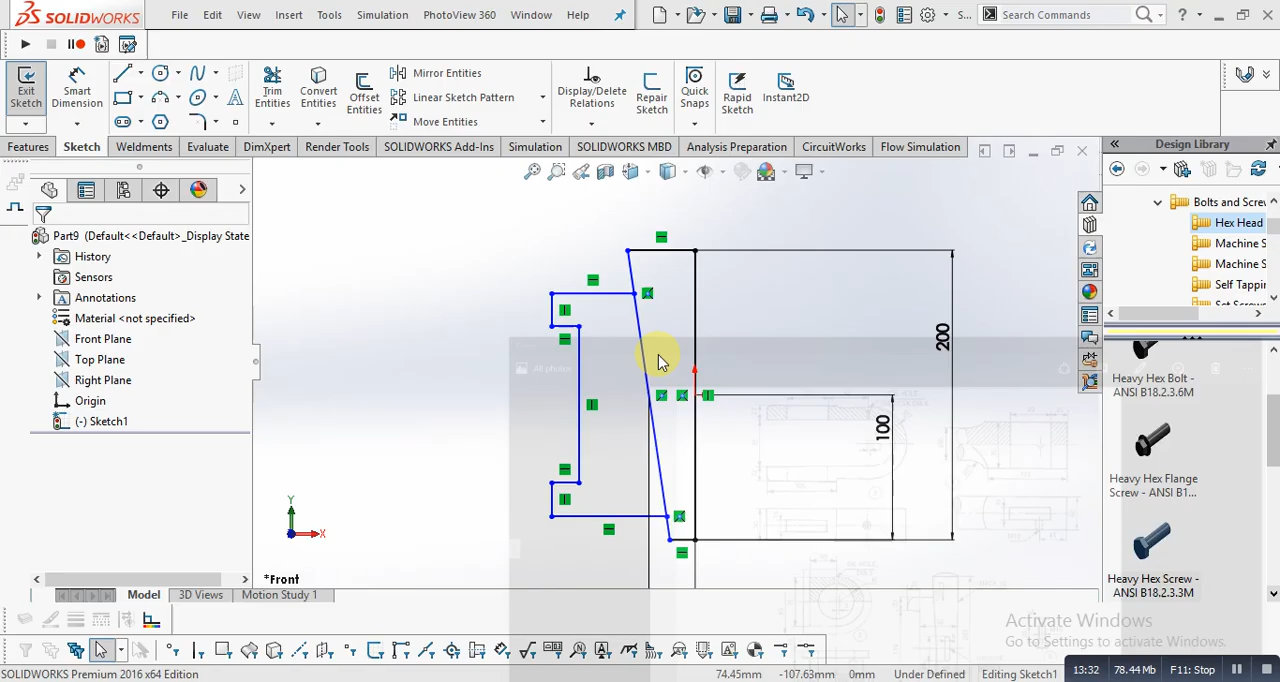 SOLIDWORKS File Edit View Insert Tools Simulation PhotoView 360 Window Help S... Search Commands
Exit Sketch Smart Dimension Trim Entities Convert Entities Offset Entities Mirror Entities Linear Sketch Pattern Move Entities Display/Delete Relations Repair Sketch Quick Snaps Rapid Sketch Instant2D
Features Sketch Weldments Evaluate DimXpert Render Tools SOLIDWORKS Add-Ins Simulation SOLIDWORKS MBD Analysis Preparation CircuitWorks Flow Simulation
Design Library
Part9 (Default<<Default>_Display State
History
Sensors
Annotations
Material <not specified>
Front Plane
Top Plane
Right Plane
Origin
(-) Sketch1
200
100
All photos
Y
X
*Front
Bolts and Screw
Hex Head
Machine S
Machine S
Self Tappin
Set Screws
Heavy Hex Bolt -
ANSI B18.2.3.6M
Heavy Hex Flange
Screw - ANSI B1...
Heavy Hex Screw -
ANSI B18.2.3.3M
Model 3D Views Motion Study 1
Activate Windows
Go to Settings to activate Windows.
SOLIDWORKS Premium 2016 x64 Edition 74.45mm -107.63mm 0mm Under Defined Editing Sketch1
13:32 78.44 Mb F11: Stop